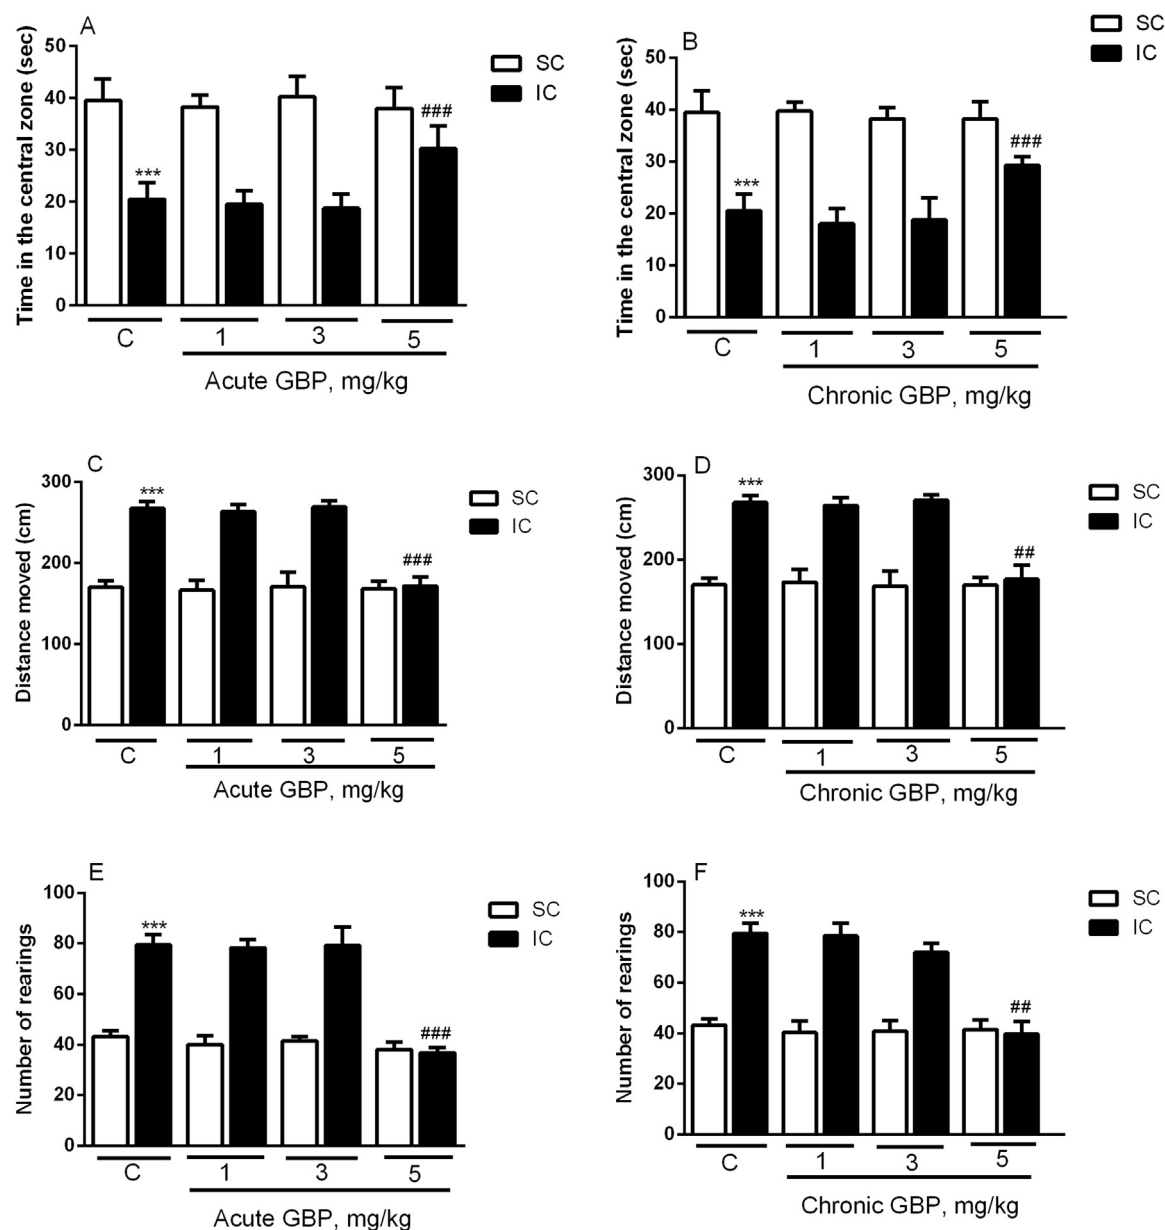 A
Time in the central zone (sec)
50
40
30
20
10
0
***
###
SC
IC
C 1 3 5
Acute GBP, mg/kg
B
Time in the central zone (sec)
50
40
30
20
10
0
***
###
SC
IC
C 1 3 5
Chronic GBP, mg/kg
C
Distance moved (cm)
300
200
100
0
***
###
SC
IC
C 1 3 5
Acute GBP, mg/kg
D
Distance moved (cm)
300
200
100
0
***
##
SC
IC
C 1 3 5
Chronic GBP, mg/kg
E
Number of rearings
100
80
60
40
20
0
***
###
SC
IC
C 1 3 5
Acute GBP, mg/kg
F
Number of rearings
100
80
60
40
20
0
***
##
SC
IC
C 1 3 5
Chronic GBP, mg/kg